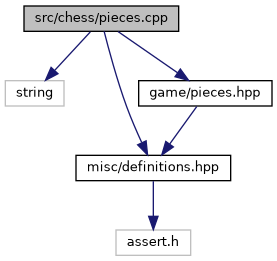 src/chess/pieces.cpp
string
game/pieces.hpp
misc/definitions.hpp
assert.h